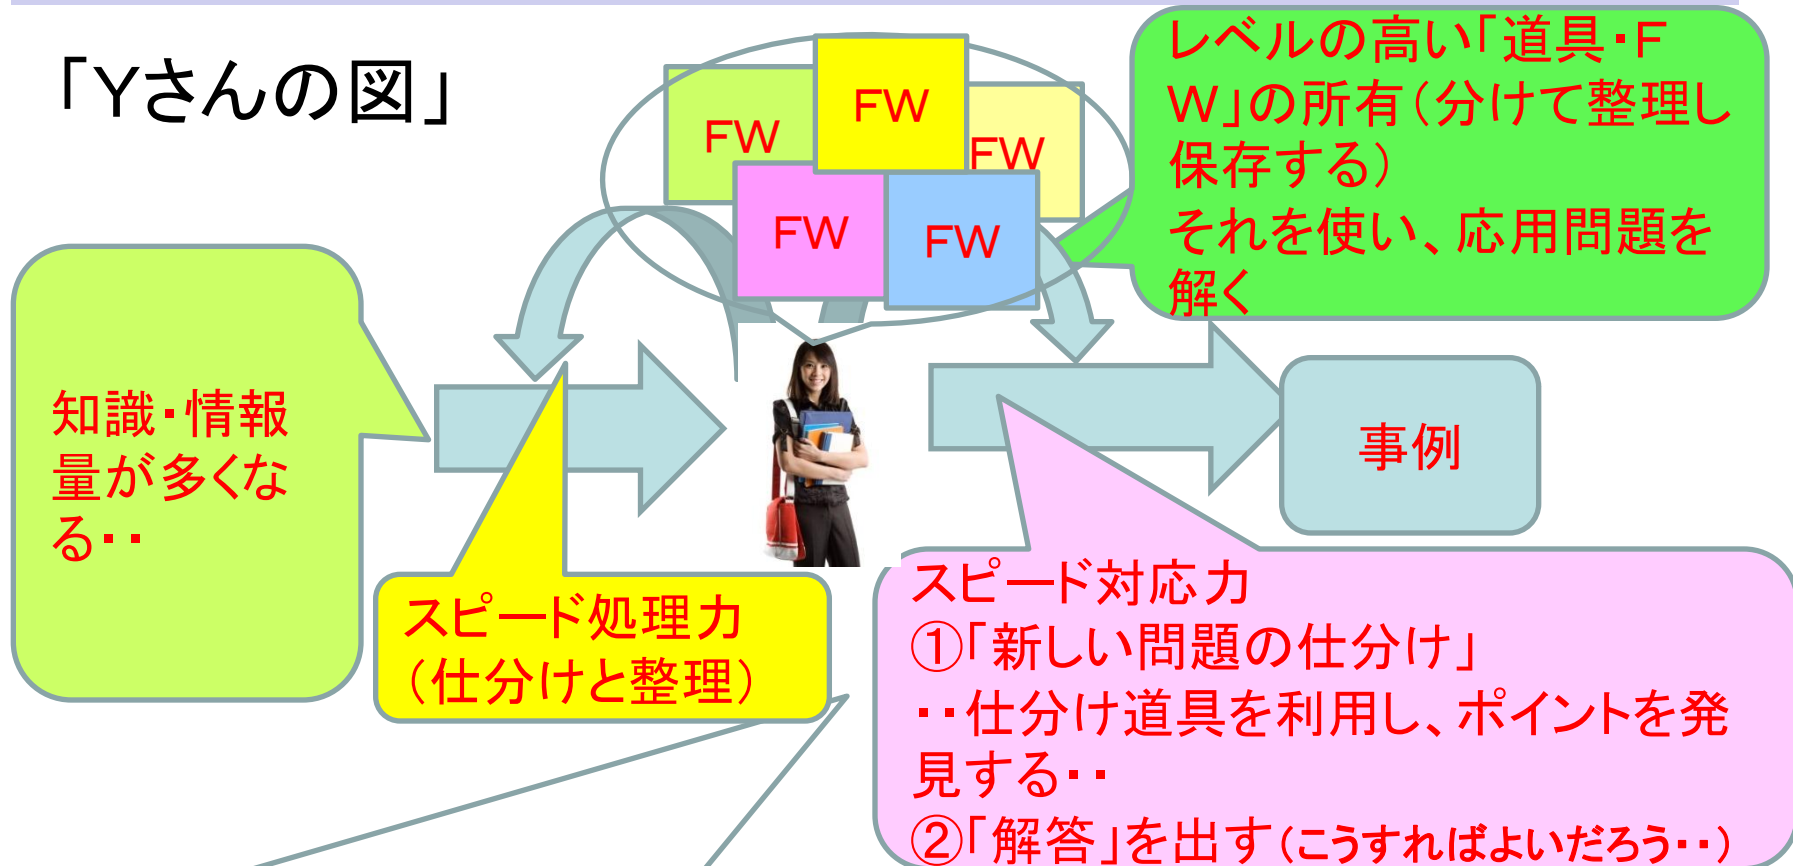 「Yさんの図」
FW
FW
FW
FW
FW
レベルの高い「道具・F
W」の所有（分けて整理し
保存する）
それを使い、応用問題を
解く
知識・情報
量が多くな
る・・
事例
スピード処理力
（仕分けと整理）
スピード対応力
①「新しい問題の仕分け」
・・仕分け道具を利用し、ポイントを発
見する・・
②「解答」を出す（こうすればよいだろう・・）